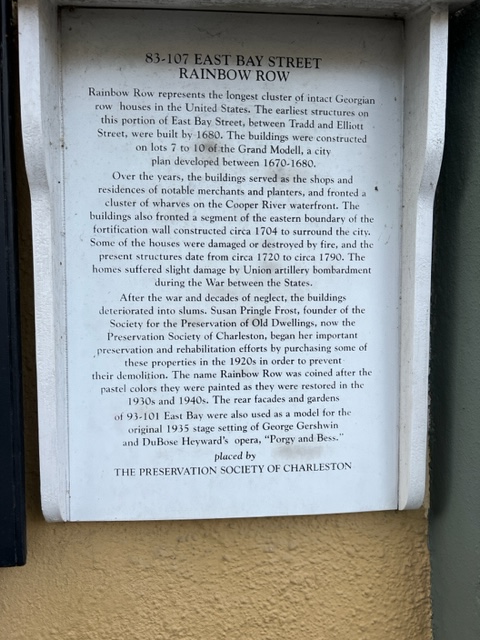 83-107 EAST BAY STREET
RAINBOW ROW
Rainbow Row represents the longest cluster of intact Georgian
row houses in the United States. The earliest structures on
this portion of East Bay Street, between Tradd and Elliott
Street, were built by 1680. The buildings were constructed
on lots 7 to 10 of the Grand Modell, a city
plan developed between 1670-1680.
Over the years, the buildings served as the shops and
residences of notable merchants and planters, and fronted a
cluster of wharves on the Cooper River waterfront. The
buildings also fronted a segment of the eastern boundary of the
fortification wall constructed circa 1704 to surround the city.
Some of the houses were damaged or destroyed by fire, and the
present structures date from circa 1720 to circa 1790. The
homes suffered slight damage by Union artillery bombardment
during the War between the States.
After the war and decades of neglect, the buildings
deteriorated into slums. Susan Pringle Frost, founder of the
Society for the Preservation of Old Dwellings, now the
Preservation Society of Charleston, began her important
preservation and rehabilitation efforts by purchasing some of
these properties in the 1920s in order to prevent
their demolition. The name Rainbow Row was coined after the
pastel colors they were painted as they were restored in the
1930s and 1940s. The rear facades and gardens
of 93-101 East Bay were also used as a model for the
original 1935 stage setting of George Gershwin
and DuBose Heyward's opera, "Porgy and Bess."
placed by
THE PRESERVATION SOCIETY OF CHARLESTON